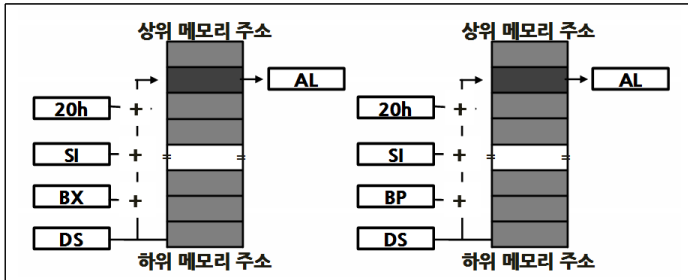 상위 메모리 주소
AL
20h
+
SI
+
=
=
BX
+
DS
하위 메모리 주소
상위 메모리 주소
AL
20h
+
SI
+
=
=
BP
+
DS
하위 메모리 주소